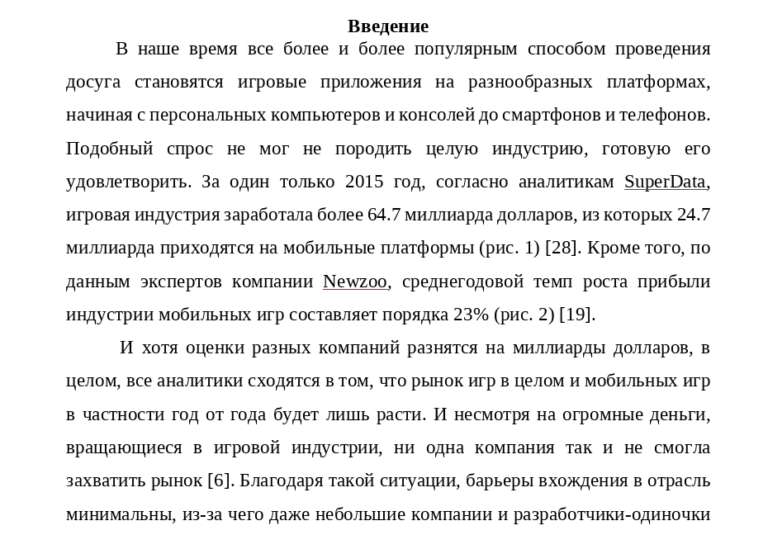 Введение
В наше время все более и более популярным способом проведения
досуга становятся игровые приложения на разнообразных платформах,
начиная с персональных компьютеров и консолей до смартфонов и телефонов.
Подобный спрос не мог не породить целую индустрию, готовую его
удовлетворить. За один только 2015 год, согласно аналитикам SuperData,
игровая индустрия заработала более 64.7 миллиарда долларов, из которых 24.7
миллиарда приходятся на мобильные платформы (рис. 1) [28]. Кроме того, по
данным экспертов компании Newzoo, среднегодовой темп роста прибыли
индустрии мобильных игр составляет порядка 23% (рис. 2) [19].
И хотя оценки разных компаний разнятся на миллиарды долларов, в
целом, все аналитики сходятся в том, что рынок игр в целом и мобильных игр
в частности год от года будет лишь расти. И несмотря на огромные деньги,
вращающиеся в игровой индустрии, ни одна компания так и не смогла
захватить рынок [6]. Благодаря такой ситуации, барьеры вхождения в отрасль
минимальны, из-за чего даже небольшие компании и разработчики-одиночки